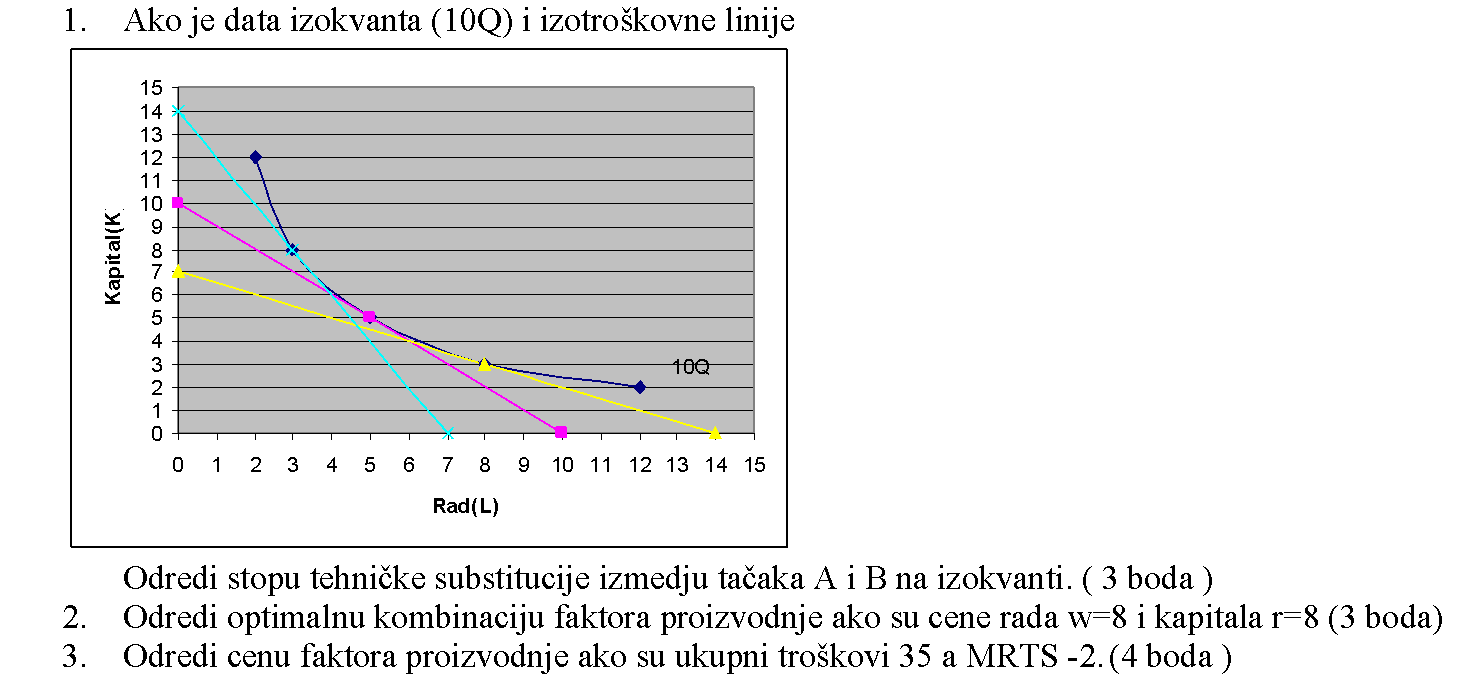 1. Ako je data izokvanta (10Q) i izotroškovne linije
15
14
13
12
11
10
9
8
7
6
5
4
3
2
1
0
Kapital(K
10Q
0 1 2 3 4 5 6 7 8 9 10 11 12 13 14 15
Rad(L)
Odredi stopu tehničke substitucije izmedju tačaka A i B na izokvanti. ( 3 boda )
2. Odredi optimalnu kombinaciju faktora proizvodnje ako su cene rada w=8 i kapitala r=8 (3 boda)
3. Odredi cenu faktora proizvodnje ako su ukupni troškovi 35 a MRTS -2. (4 boda )